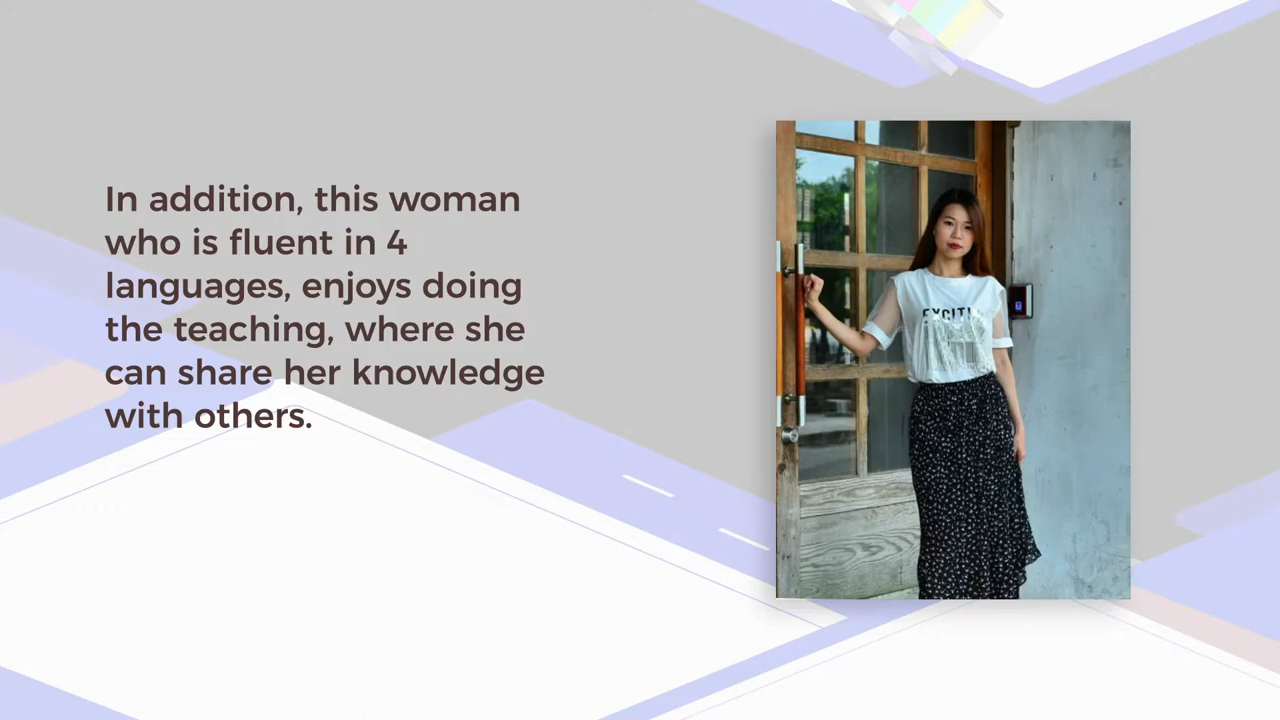 In addition, this woman
who is fluent in 4
languages, enjoys doing
the teaching, where she
can share her knowledge
with others.